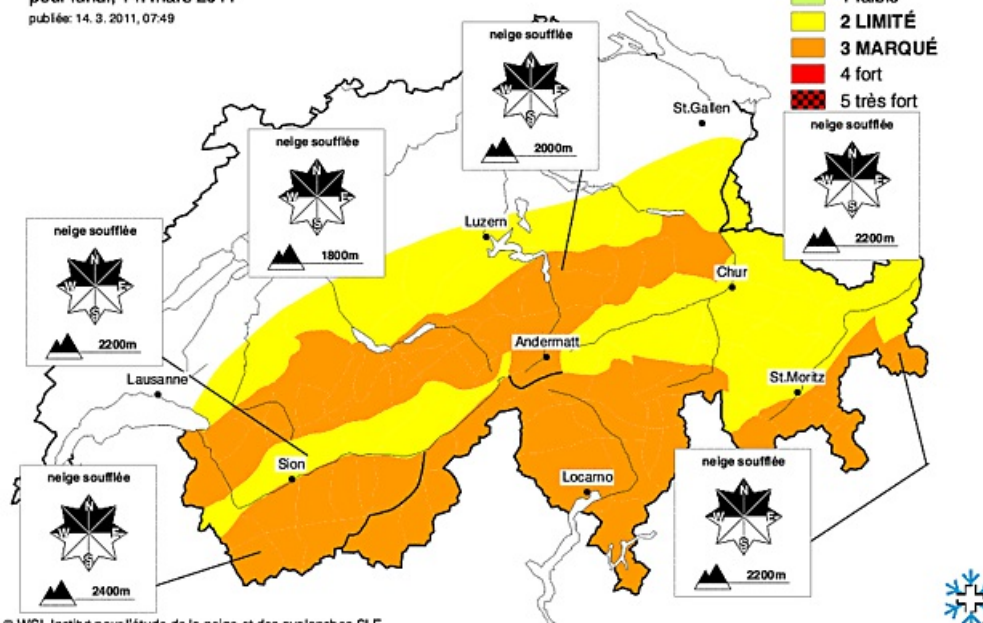 publiée: 14. 3. 2011, 07:49
2 LIMITÉ
3 MARQUÉ
4 fort
5 très fort
neige soufflée
N
W E
S
2000m
St.Gallen
neige soufflée
N
W E
S
2200m
neige soufflée
N
W E
S
1800m
Luzern
neige soufflée
N
W E
S
2200m
Chur
Andermatt
Lausanne
St.Moritz
Sion
Locarno
neige soufflée
N
W E
S
2400m
neige soufflée
N
W E
S
2200m